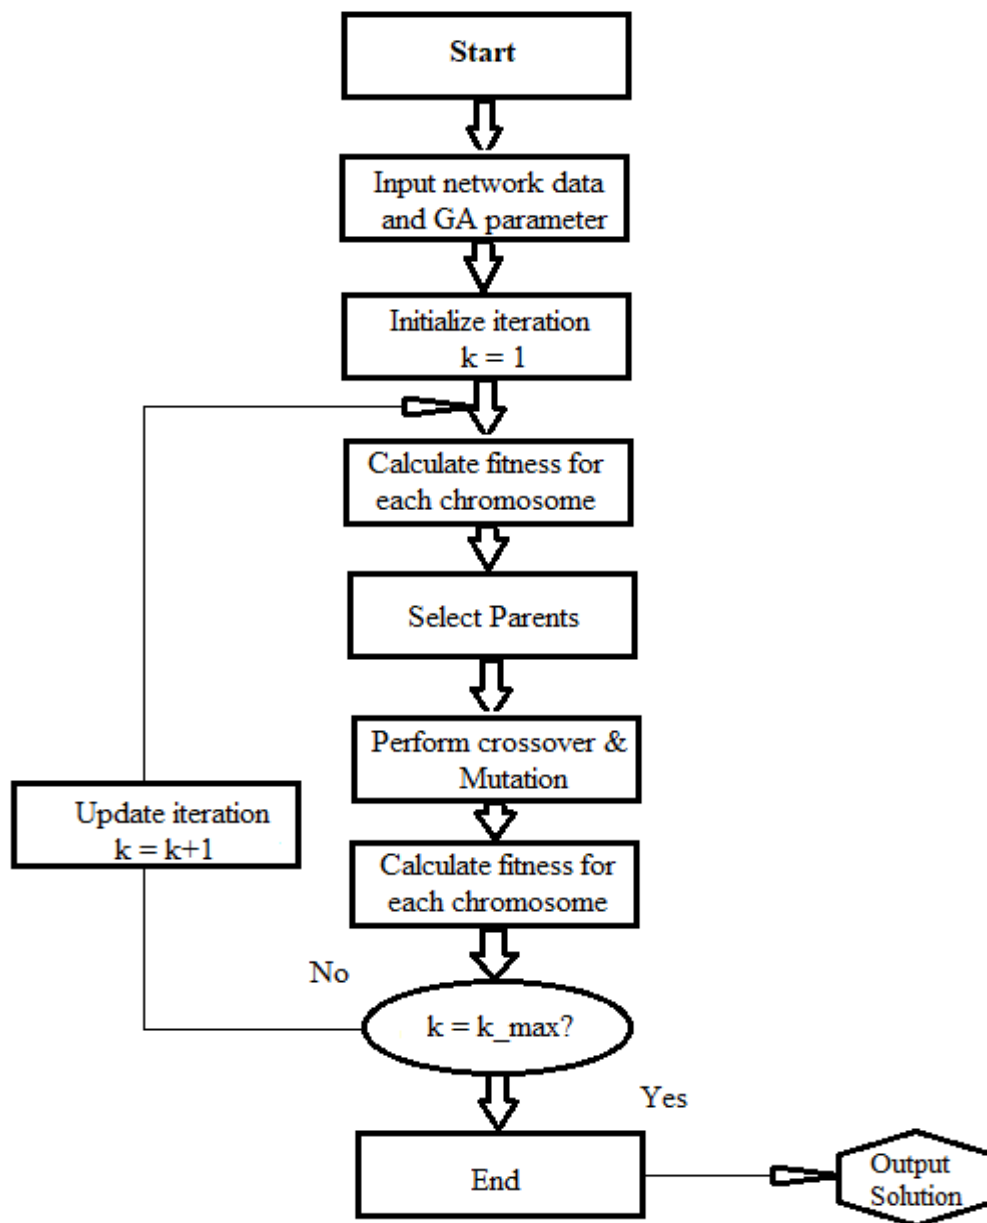 Start
Input network data
and GA parameter
Initialize iteration
k = 1
Calculate fitness for
each chromosome
Select Parents
Perform crossover &
Mutation
Update iteration
k = k+1
Calculate fitness for
each chromosome
No
k = k_max?
Yes
End
Output
Solution